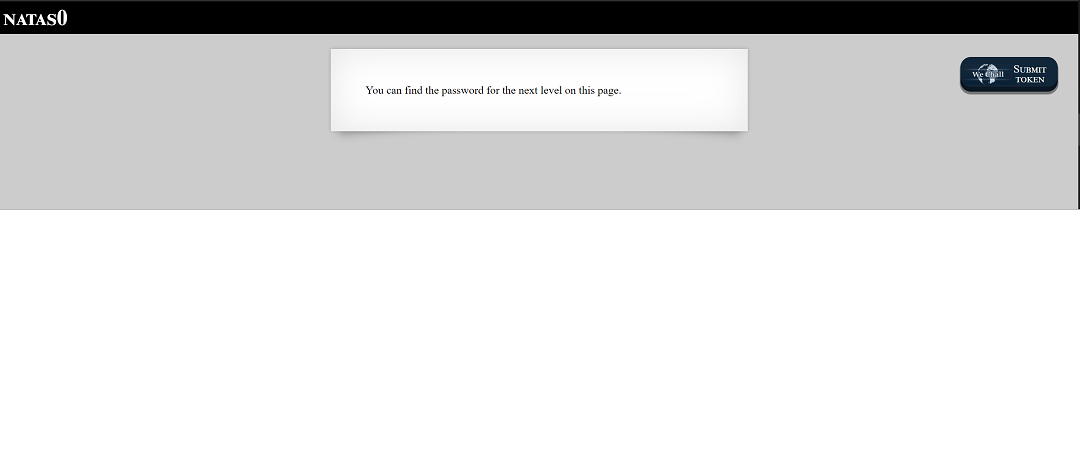 NATAS0
You can find the password for the next level on this page.
We Chall
SUBMIT
TOKEN